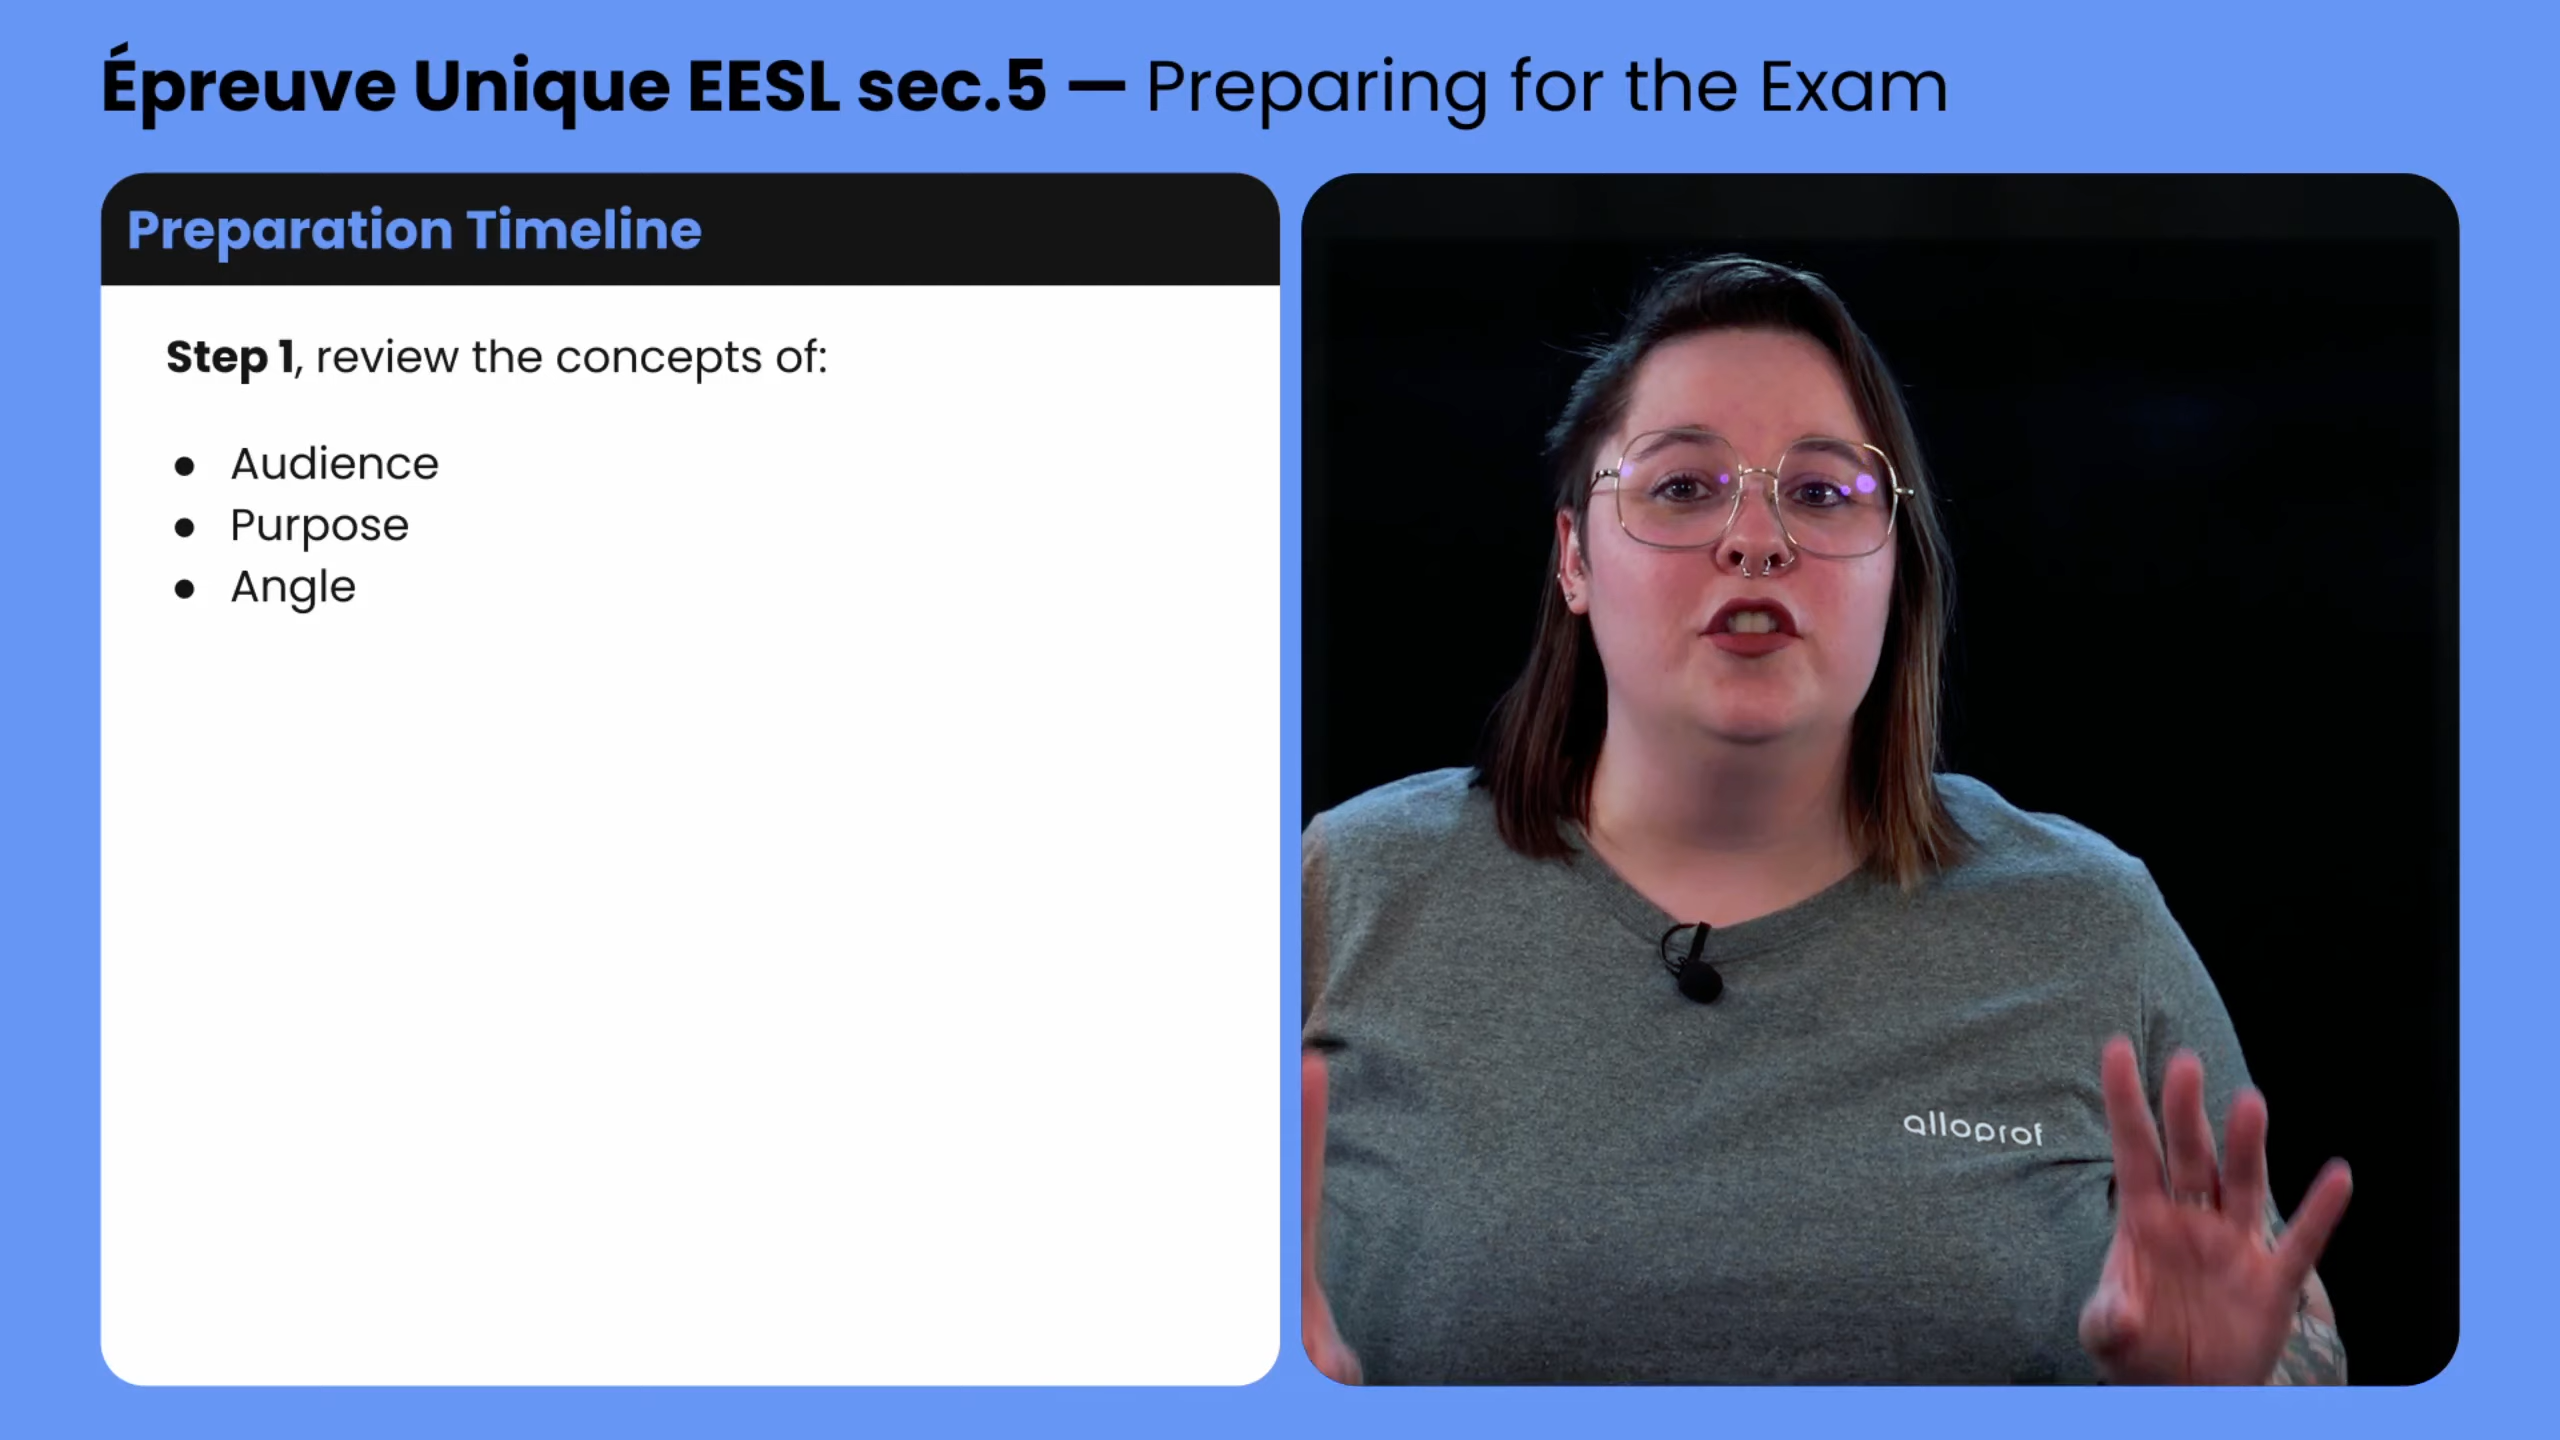 Épreuve Unique EESL sec.5 — Preparing for the Exam
Preparation Timeline
Step 1, review the concepts of:
● Audience
● Purpose
● Angle
alloprof